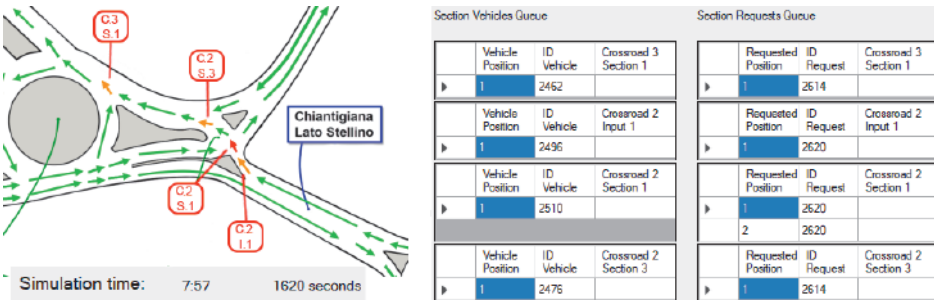 C.3
S.1
C.2
S.3
Chiantigiana
Lato Stellino
C.2
S.1
C.2
I.1
Simulation time: 7:57 1620 seconds
Section Vehicles Queue
Vehicle Position ID Vehicle Crossroad 3 Section 1
1 2462
Vehicle Position ID Vehicle Crossroad 2 Input 1
1 2496
Vehicle Position ID Vehicle Crossroad 2 Section 1
1 2510
Vehicle Position ID Vehicle Crossroad 2 Section 3
1 2476
Section Requests Queue
Requested Position ID Request Crossroad 3 Section 1
1 2614
Requested Position ID Request Crossroad 2 Input 1
1 2620
Requested Position ID Request Crossroad 2 Section 1
1 2620
2 2620
Requested Position ID Request Crossroad 2 Section 3
1 2614